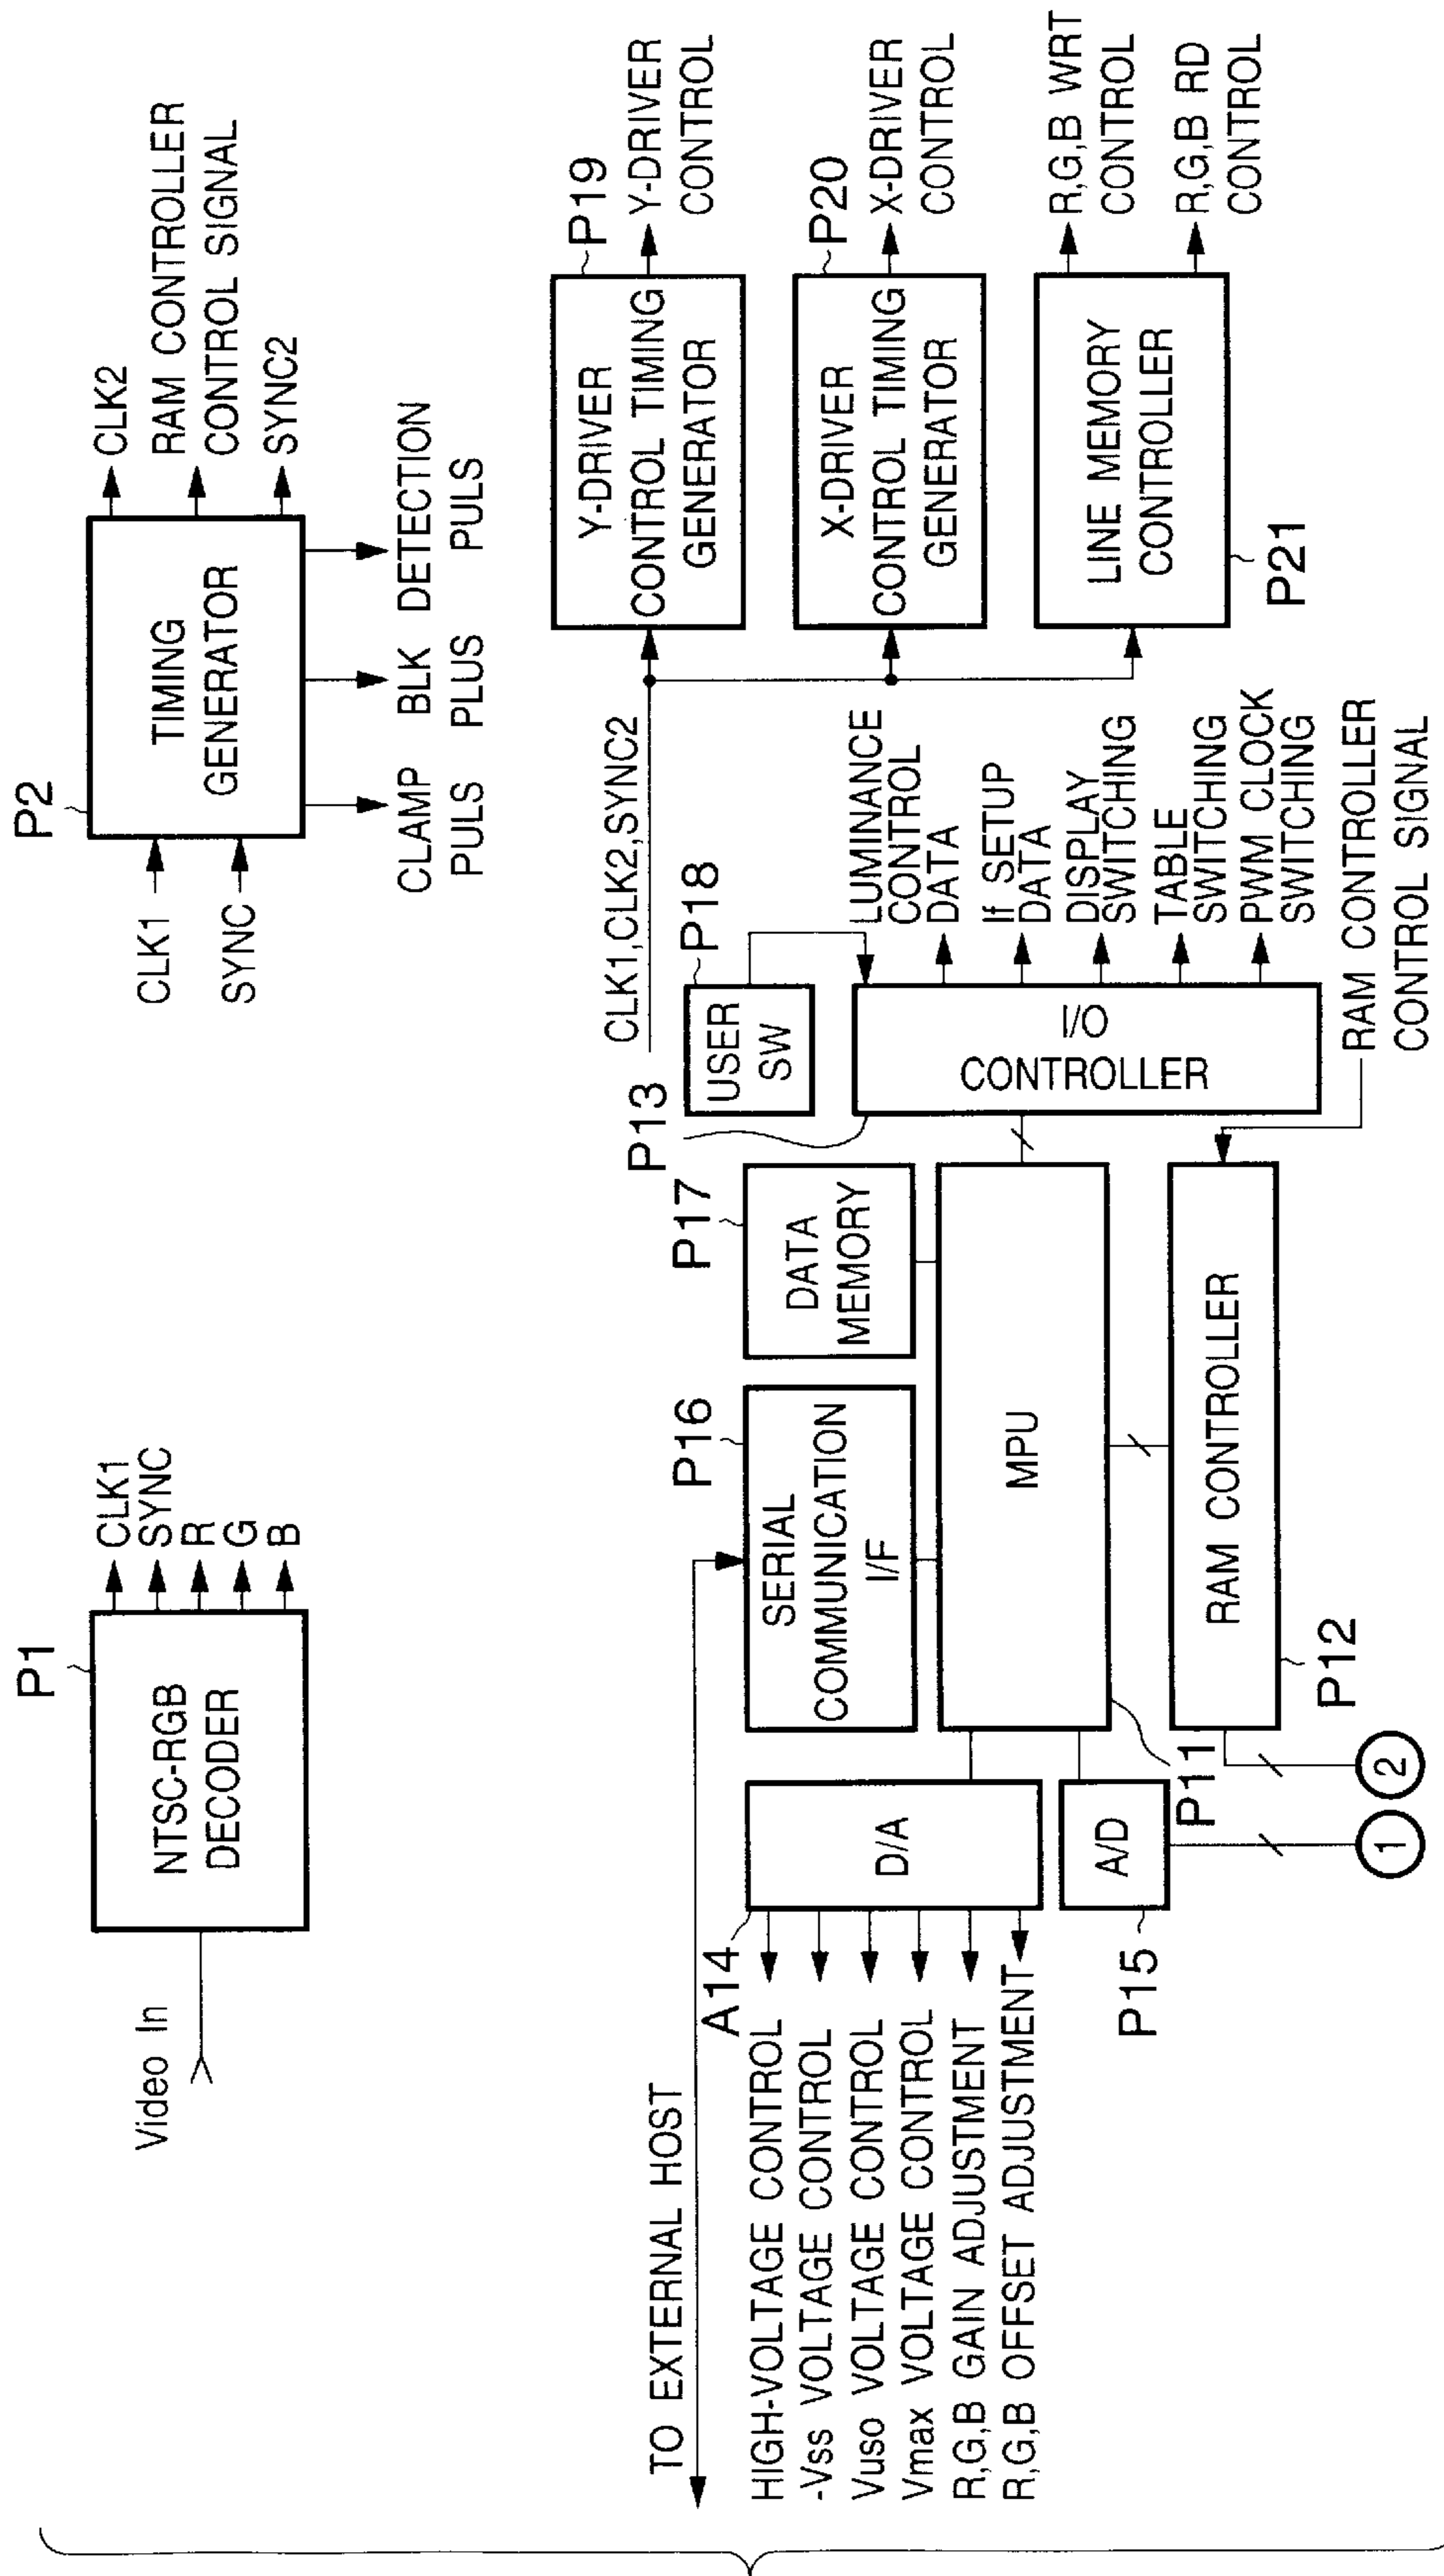 P1
Video In
NTSC-RGB
DECODER
CLK1
SYNC
R
G
B
P2
CLK1
SYNC
TIMING
GENERATOR
CLK2
RAM CONTROLLER
CONTROL SIGNAL
SYNC2
CLAMP
PULS
BLK
PLUS
DETECTION
PULS
TO EXTERNAL HOST
A14
HIGH-VOLTAGE CONTROL
-Vss VOLTAGE CONTROL
Vuso VOLTAGE CONTROL
Vmax VOLTAGE CONTROL
R,G,B GAIN ADJUSTMENT
R,G,B OFFSET ADJUSTMENT
D/A
A/D
P15
1
2
P16
SERIAL
COMMUNICATION
I/F
P17
DATA
MEMORY
MPU
P11
RAM CONTROLLER
P12
P13
USER
SW
P18
I/O
CONTROLLER
LUMINANCE
CONTROL
DATA
If SETUP
DATA
DISPLAY
SWITCHING
TABLE
SWITCHING
PWM CLOCK
SWITCHING
RAM CONTROLLER
CONTROL SIGNAL
CLK1,CLK2,SYNC2
Y-DRIVER
CONTROL TIMING
GENERATOR
P19
Y-DRIVER
CONTROL
X-DRIVER
CONTROL TIMING
GENERATOR
P20
X-DRIVER
CONTROL
LINE MEMORY
CONTROLLER
P21
R,G,B WRT
CONTROL
R,G,B RD
CONTROL